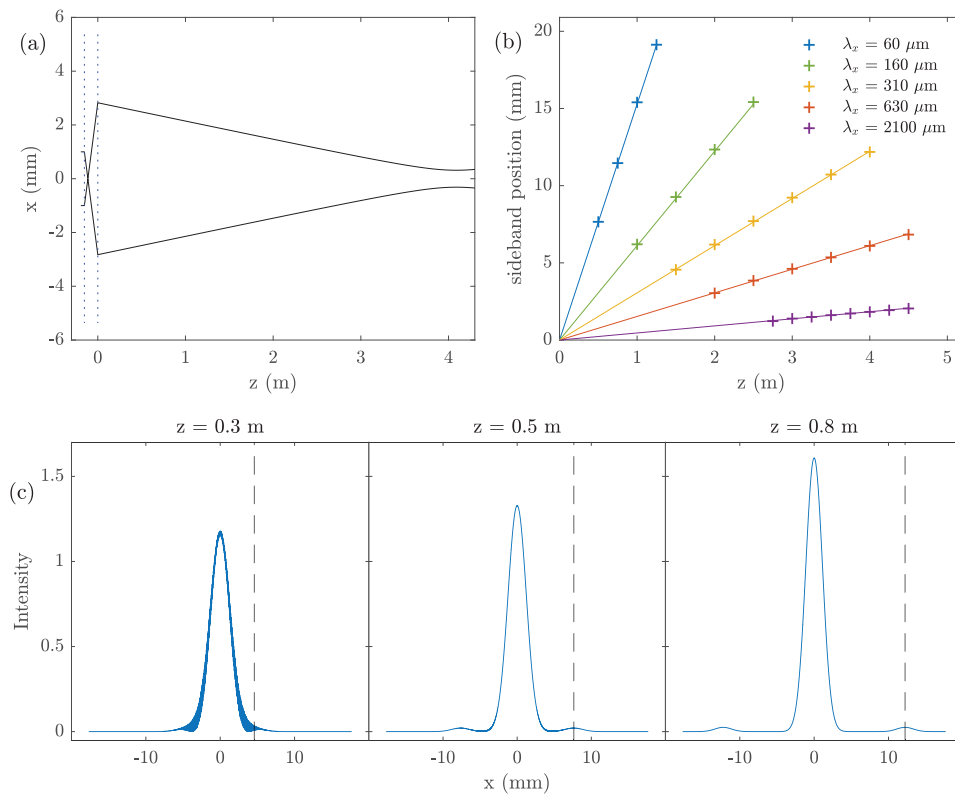 (a)
6
4
2
0
-2
-4
-6
x (mm)
0
1
2
3
4
z (m)
(b)
20
15
10
5
0
sideband position (mm)
λₓ = 60 μm
λₓ = 160 μm
λₓ = 310 μm
λₓ = 630 μm
λₓ = 2100 μm
0
1
2
3
4
5
z (m)
(c)
z = 0.3 m
z = 0.5 m
z = 0.8 m
1.5
1
0.5
0
Intensity
-10
0
10
-10
0
10
-10
0
10
x (mm)